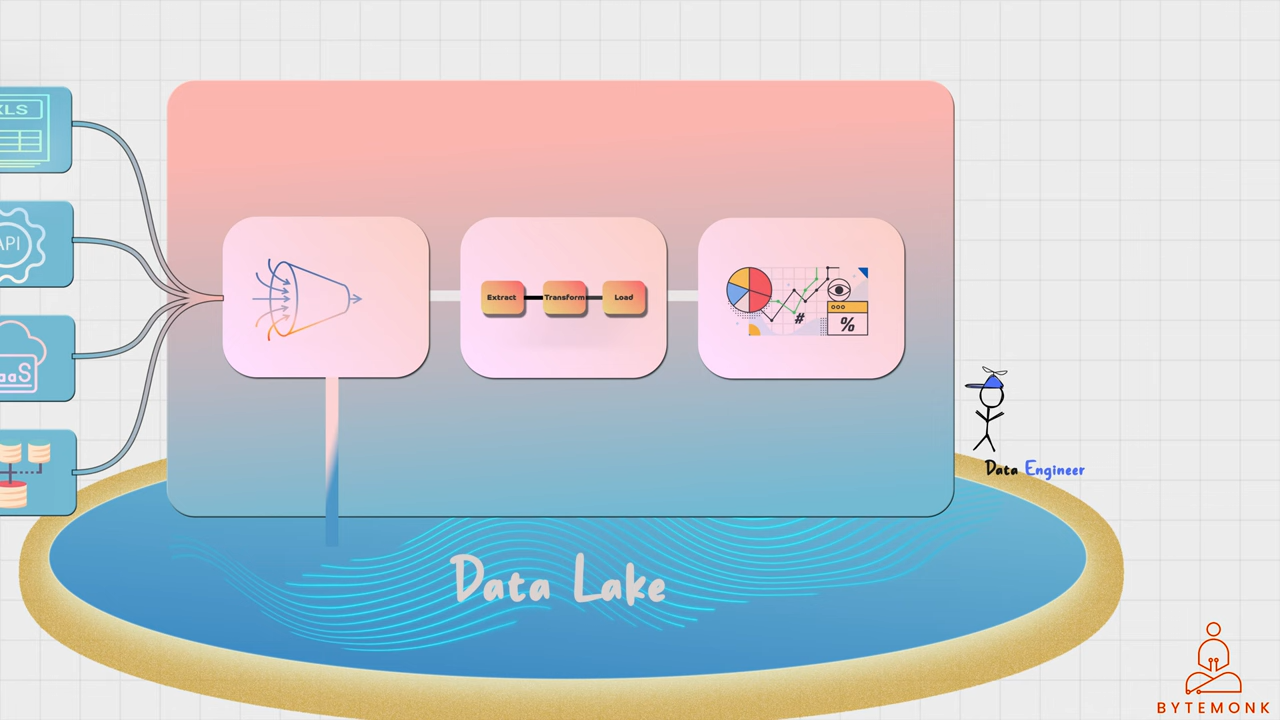 XLS
API
aaS
Extract
Transform
Load
#
%
Data Engineer
Data Lake
BYTEMONK